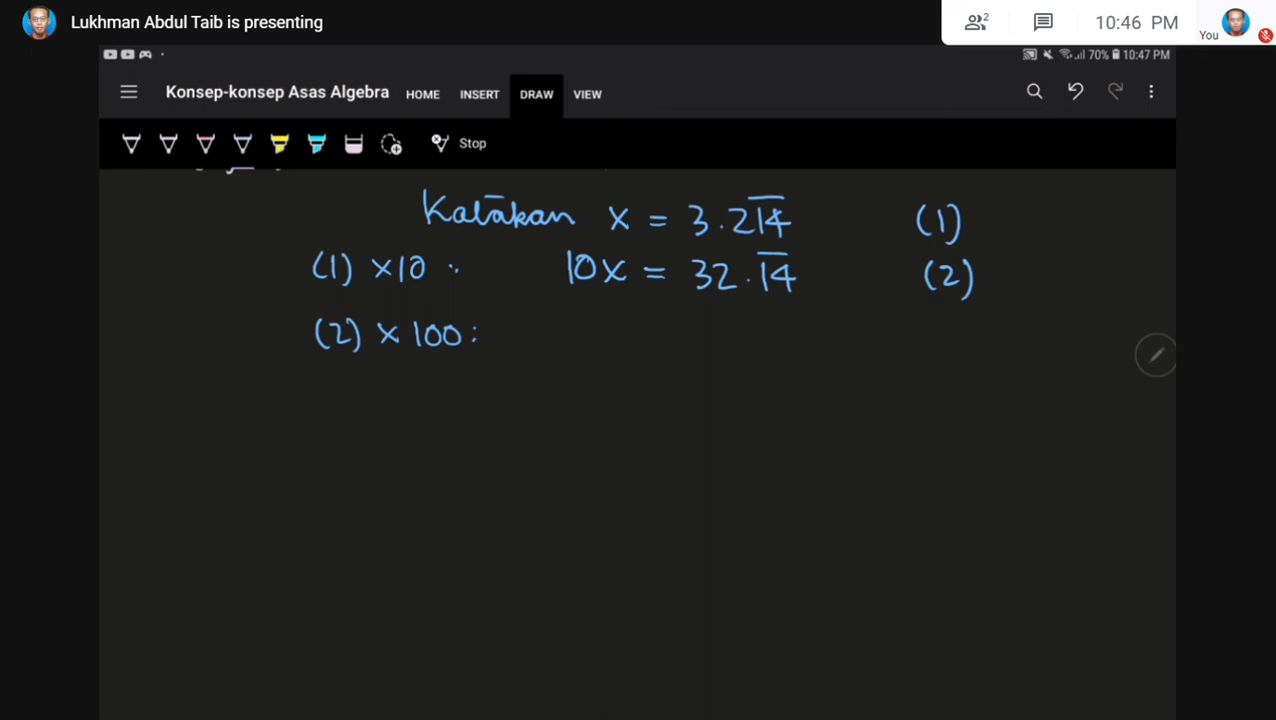 Lukhman Abdul Taib is presenting
2
10:46 PM
You
70% 10:47 PM
Konsep-konsep Asas Algebra HOME INSERT DRAW VIEW
Stop
Katakan x = 3.21̅4̅ (1)
(1) ×10 : 10x = 32.1̅4̅ (2)
(2) × 100 :